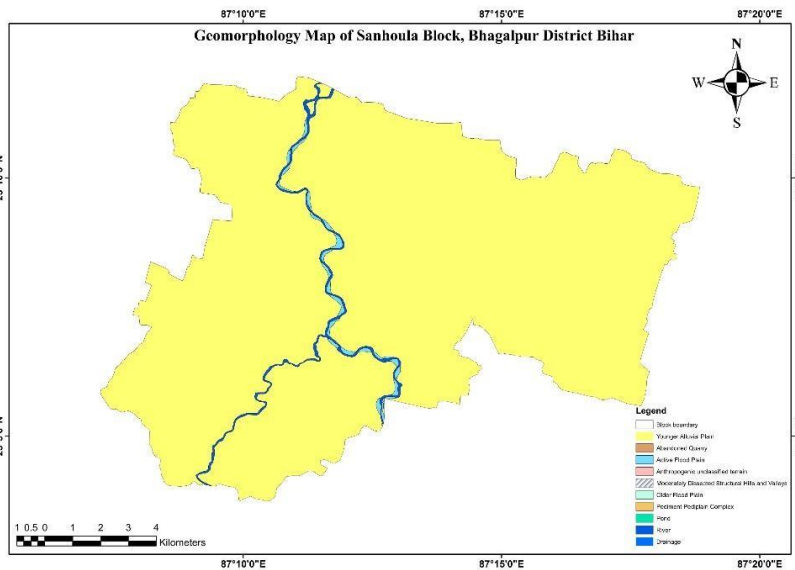 87°10'0"E 87°15'0"E 87°20'0"E
Geomorphology Map of Sanhoula Block, Bhagalpur District Bihar
N
W E
S
Legend
Block boundary
Younger Alluvial Plain
Abandoned Quarry
Active Flood Plain
Anthropogenic unclassified terrain
Moderately Dissected Structural Hills and Valleys
Older Flood Plain
Pediment Pediplain Complex
Pond
River
Drainage
1 0.5 0 1 2 3 4
Kilometers
87°10'0"E 87°15'0"E 87°20'0"E